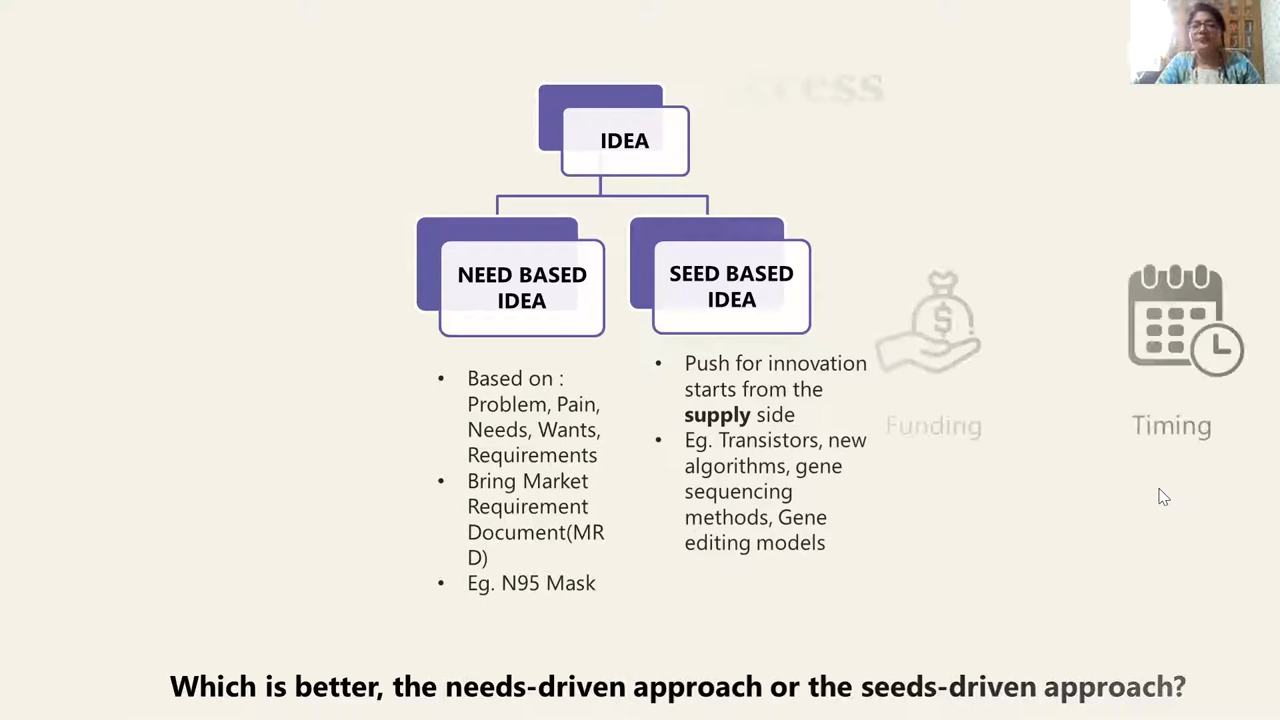 IDEA
NEED BASED
IDEA
SEED BASED
IDEA
• Based on :
Problem, Pain,
Needs, Wants,
Requirements
• Bring Market
Requirement
Document(MR
D)
• Eg. N95 Mask
• Push for innovation
starts from the
supply side
• Eg. Transistors, new
algorithms, gene
sequencing
methods, Gene
editing models
$
Funding
Timing
Which is better, the needs-driven approach or the seeds-driven approach?